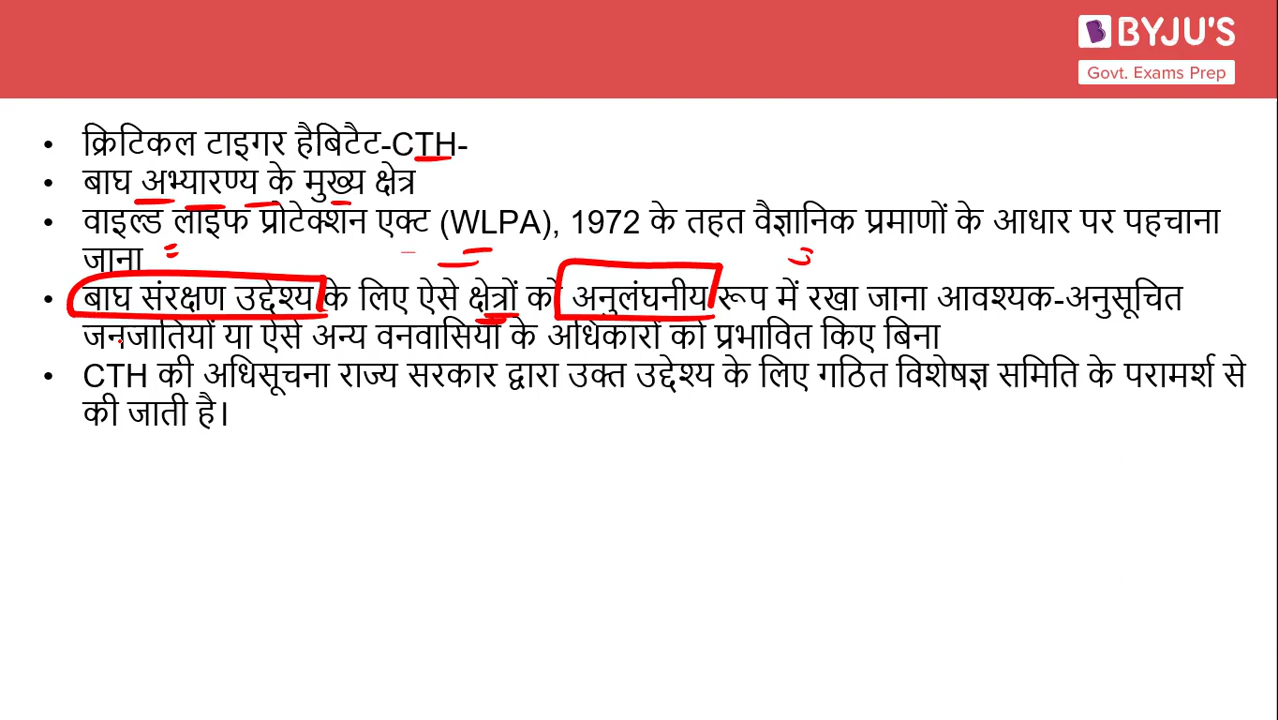 BYJU'S
Govt. Exams Prep
• क्रिटिकल टाइगर हैबिटैट-CTH-
• बाघ अभ्यारण्य के मुख्य क्षेत्र
• वाइल्ड लाइफ प्रोटेक्शन एक्ट (WLPA), 1972 के तहत वैज्ञानिक प्रमाणों के आधार पर पहचाना
जाना
• बाघ संरक्षण उद्देश्य के लिए ऐसे क्षेत्रों को अनुलंघनीय रूप में रखा जाना आवश्यक-अनुसूचित
जनजातियों या ऐसे अन्य वनवासियों के अधिकारों को प्रभावित किए बिना
• CTH की अधिसूचना राज्य सरकार द्वारा उक्त उद्देश्य के लिए गठित विशेषज्ञ समिति के परामर्श से
की जाती है।